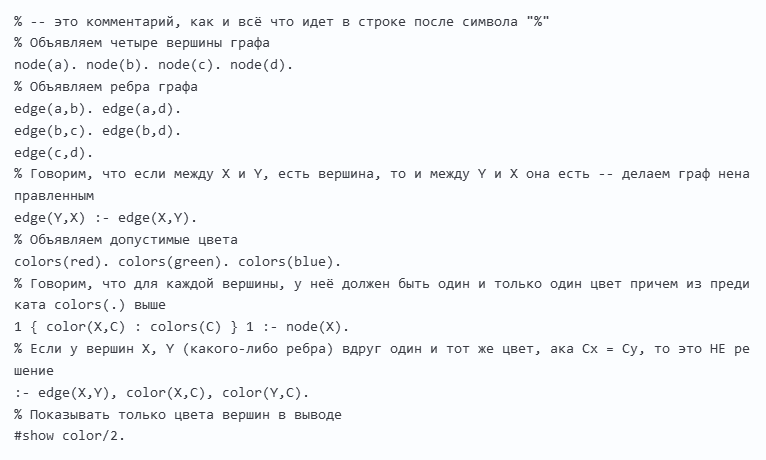 % -- это комментарий, как и всё что идет в строке после символа "%"
% Объявляем четыре вершины графа
node(a). node(b). node(c). node(d).
% Объявляем ребра графа
edge(a,b). edge(a,d).
edge(b,c). edge(b,d).
edge(c,d).
% Говорим, что если между X и Y, есть вершина, то и между Y и X она есть -- делаем граф нена
правленным
edge(Y,X) :- edge(X,Y).
% Объявляем допустимые цвета
colors(red). colors(green). colors(blue).
% Говорим, что для каждой вершины, у неё должен быть один и только один цвет причем из преди
ката colors(.) выше
1 { color(X,C) : colors(C) } 1 :- node(X).
% Если у вершин X, Y (какого-либо ребра) вдруг один и тот же цвет, ака Cx = Cy, то это НЕ ре
шение
:- edge(X,Y), color(X,C), color(Y,C).
% Показывать только цвета вершин в выводе
#show color/2.